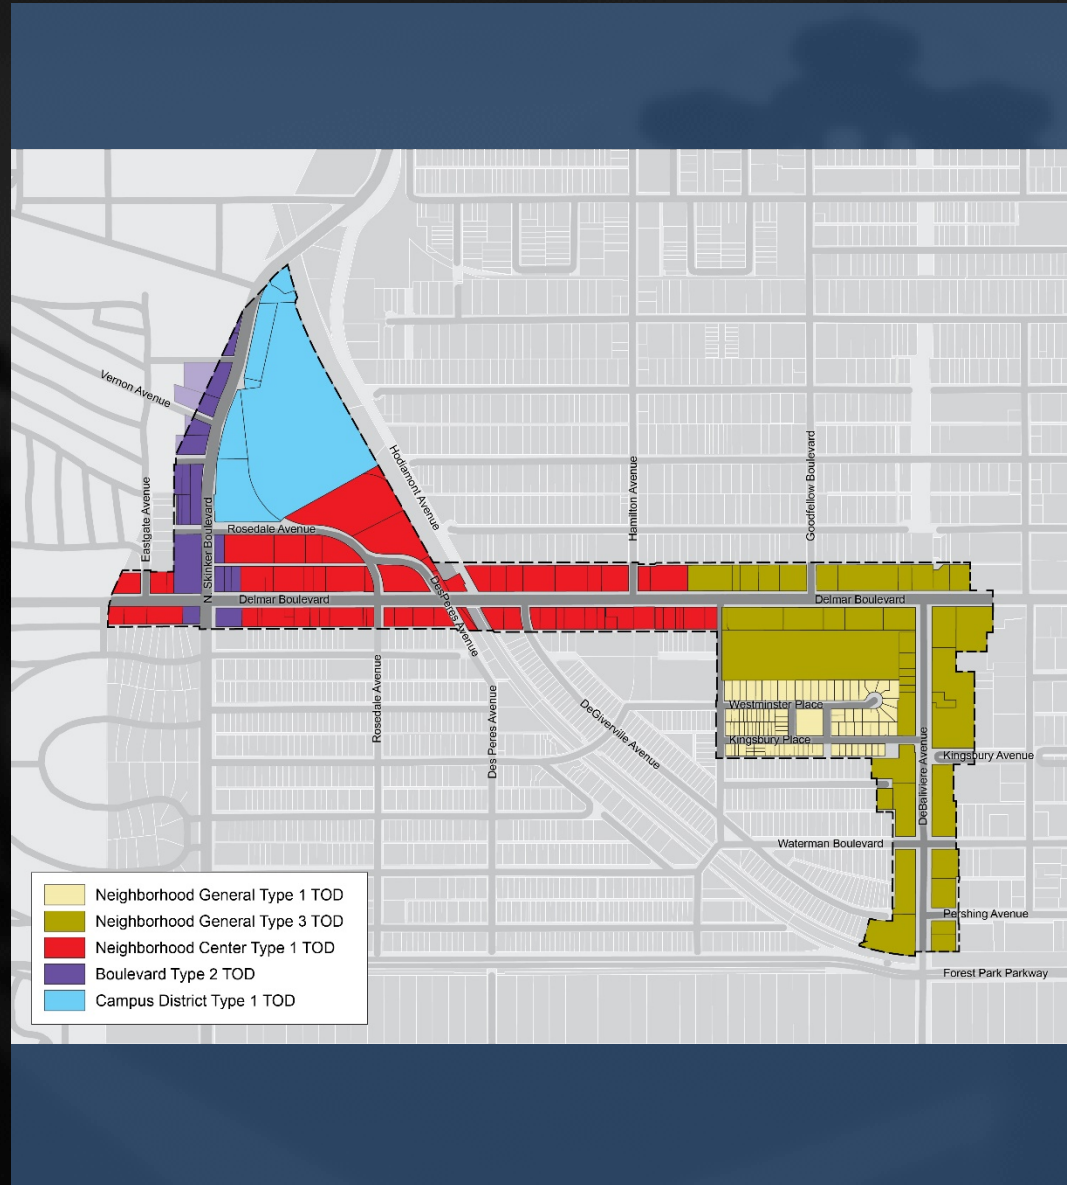 Vernon Avenue
Eastgate Avenue
N. Skinker Boulevard
Rosedale Avenue
Hodiamont Avenue
Hamilton Avenue
Goodfellow Boulevard
Delmar Boulevard
DesPeres Avenue
Delmar Boulevard
Rosedale Avenue
Des Peres Avenue
DeGiverville Avenue
Westminster Place
Kingsbury Place
DeBaliviere Avenue
Kingsbury Avenue
Waterman Boulevard
Pershing Avenue
Forest Park Parkway
Neighborhood General Type 1 TOD
Neighborhood General Type 3 TOD
Neighborhood Center Type 1 TOD
Boulevard Type 2 TOD
Campus District Type 1 TOD